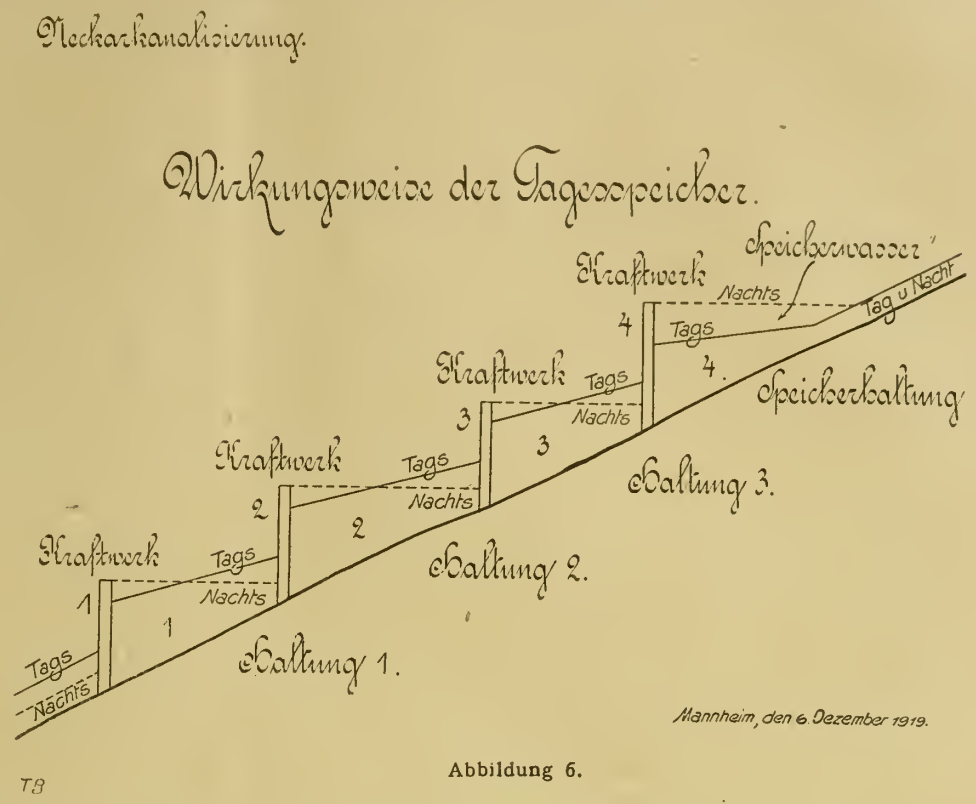 Neckarkanalisierung.
Wirkungsweise der Tagesspeicher.
Speicherwasser"
Kraftwerk
4
Nachts
Tag u Nacht
Tags
4.
Speicherhaltung
Kraftwerk
3
Tags
Nachts
3
Haltung 3.
Kraftwerk
2
Tags
Nachts
2
Haltung 2.
Kraftwerk
1
Tags
Nachts
1
Haltung 1.
Tags
Nachts
Mannheim, den 6. Dezember 1919.
Abbildung 6.
TB